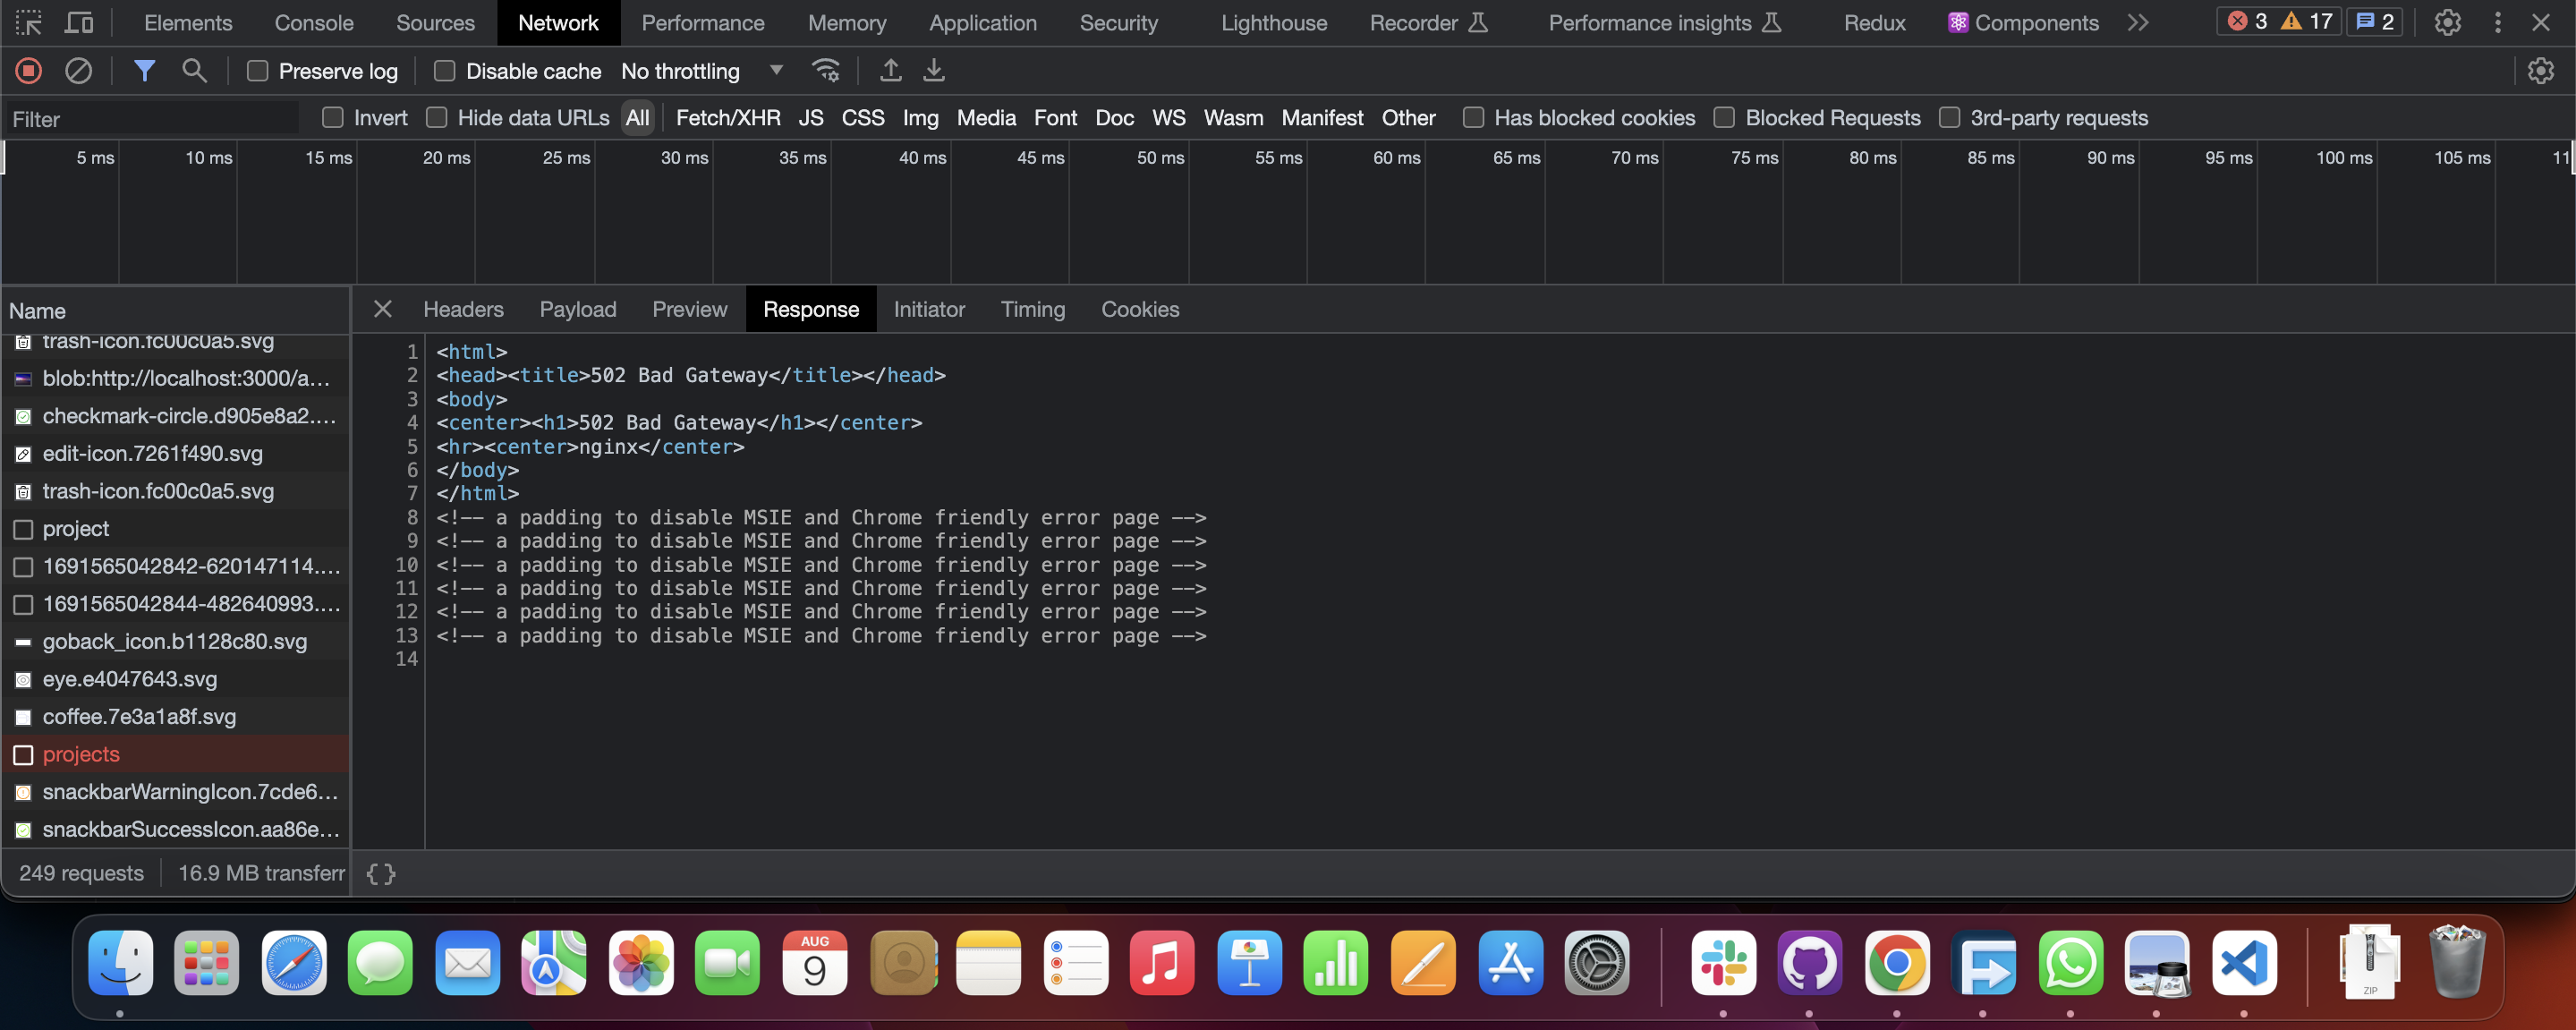 Elements Console Sources Network Performance Memory Application Security Lighthouse Recorder Performance insights Redux Components 3 17 2
Preserve log Disable cache No throttling
Filter Invert Hide data URLs All Fetch/XHR JS CSS Img Media Font Doc WS Wasm Manifest Other Has blocked cookies Blocked Requests 3rd-party requests
5 ms 10 ms 15 ms 20 ms 25 ms 30 ms 35 ms 40 ms 45 ms 50 ms 55 ms 60 ms 65 ms 70 ms 75 ms 80 ms 85 ms 90 ms 95 ms 100 ms 105 ms 11
Name
trash-icon.fc00c0a5.svg
blob:http://localhost:3000/a...
checkmark-circle.d905e8a2....
edit-icon.7261f490.svg
trash-icon.fc00c0a5.svg
project
1691565042842-620147114....
1691565042844-482640993....
goback_icon.b1128c80.svg
eye.e4047643.svg
coffee.7e3a1a8f.svg
projects
snackbarWarningIcon.7cde6...
snackbarSuccessIcon.aa86e...
249 requests 16.9 MB transferr
Headers Payload Preview Response Initiator Timing Cookies
1 <html>
2 <head><title>502 Bad Gateway</title></head>
3 <body>
4 <center><h1>502 Bad Gateway</h1></center>
5 <hr><center>nginx</center>
6 </body>
7 </html>
8 <!-- a padding to disable MSIE and Chrome friendly error page -->
9 <!-- a padding to disable MSIE and Chrome friendly error page -->
10 <!-- a padding to disable MSIE and Chrome friendly error page -->
11 <!-- a padding to disable MSIE and Chrome friendly error page -->
12 <!-- a padding to disable MSIE and Chrome friendly error page -->
13 <!-- a padding to disable MSIE and Chrome friendly error page -->
14
{}
AUG
9
ZIP